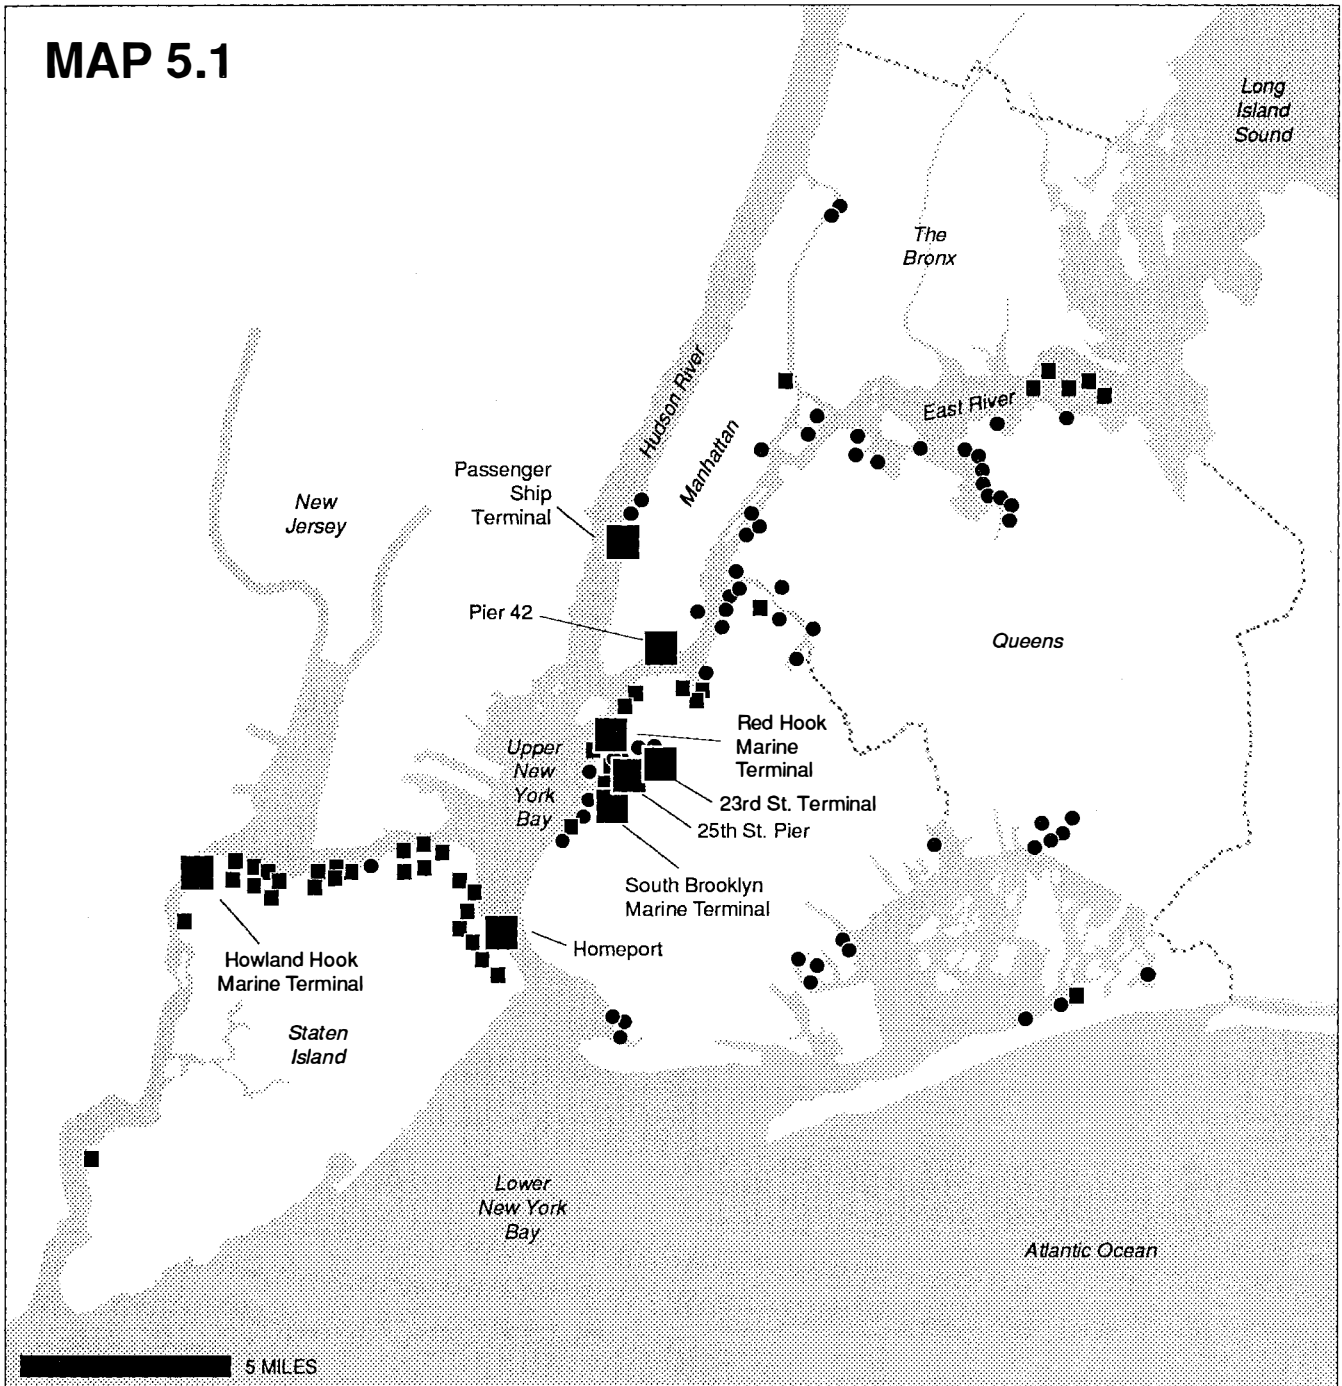 MAP 5.1
Long
Island
Sound
The
Bronx
Hudson River
East River
Manhattan
Passenger
Ship
Terminal
New
Jersey
Pier 42
Queens
Red Hook
Marine
Terminal
Upper
New
York
Bay
23rd St. Terminal
25th St. Pier
South Brooklyn
Marine Terminal
Homeport
Howland Hook
Marine Terminal
Staten
Island
Lower
New York
Bay
Atlantic Ocean
5 MILES